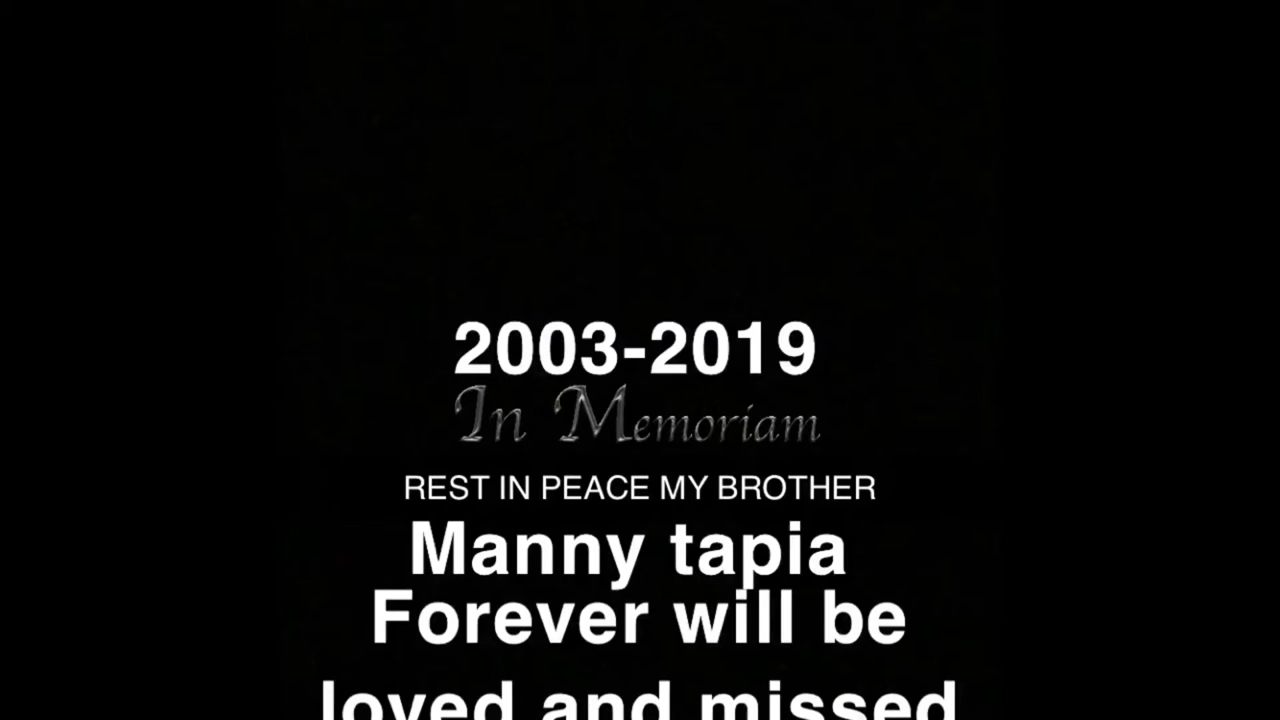 2003-2019
In Memoriam
REST IN PEACE MY BROTHER
Manny tapia
Forever will be
loved and missed